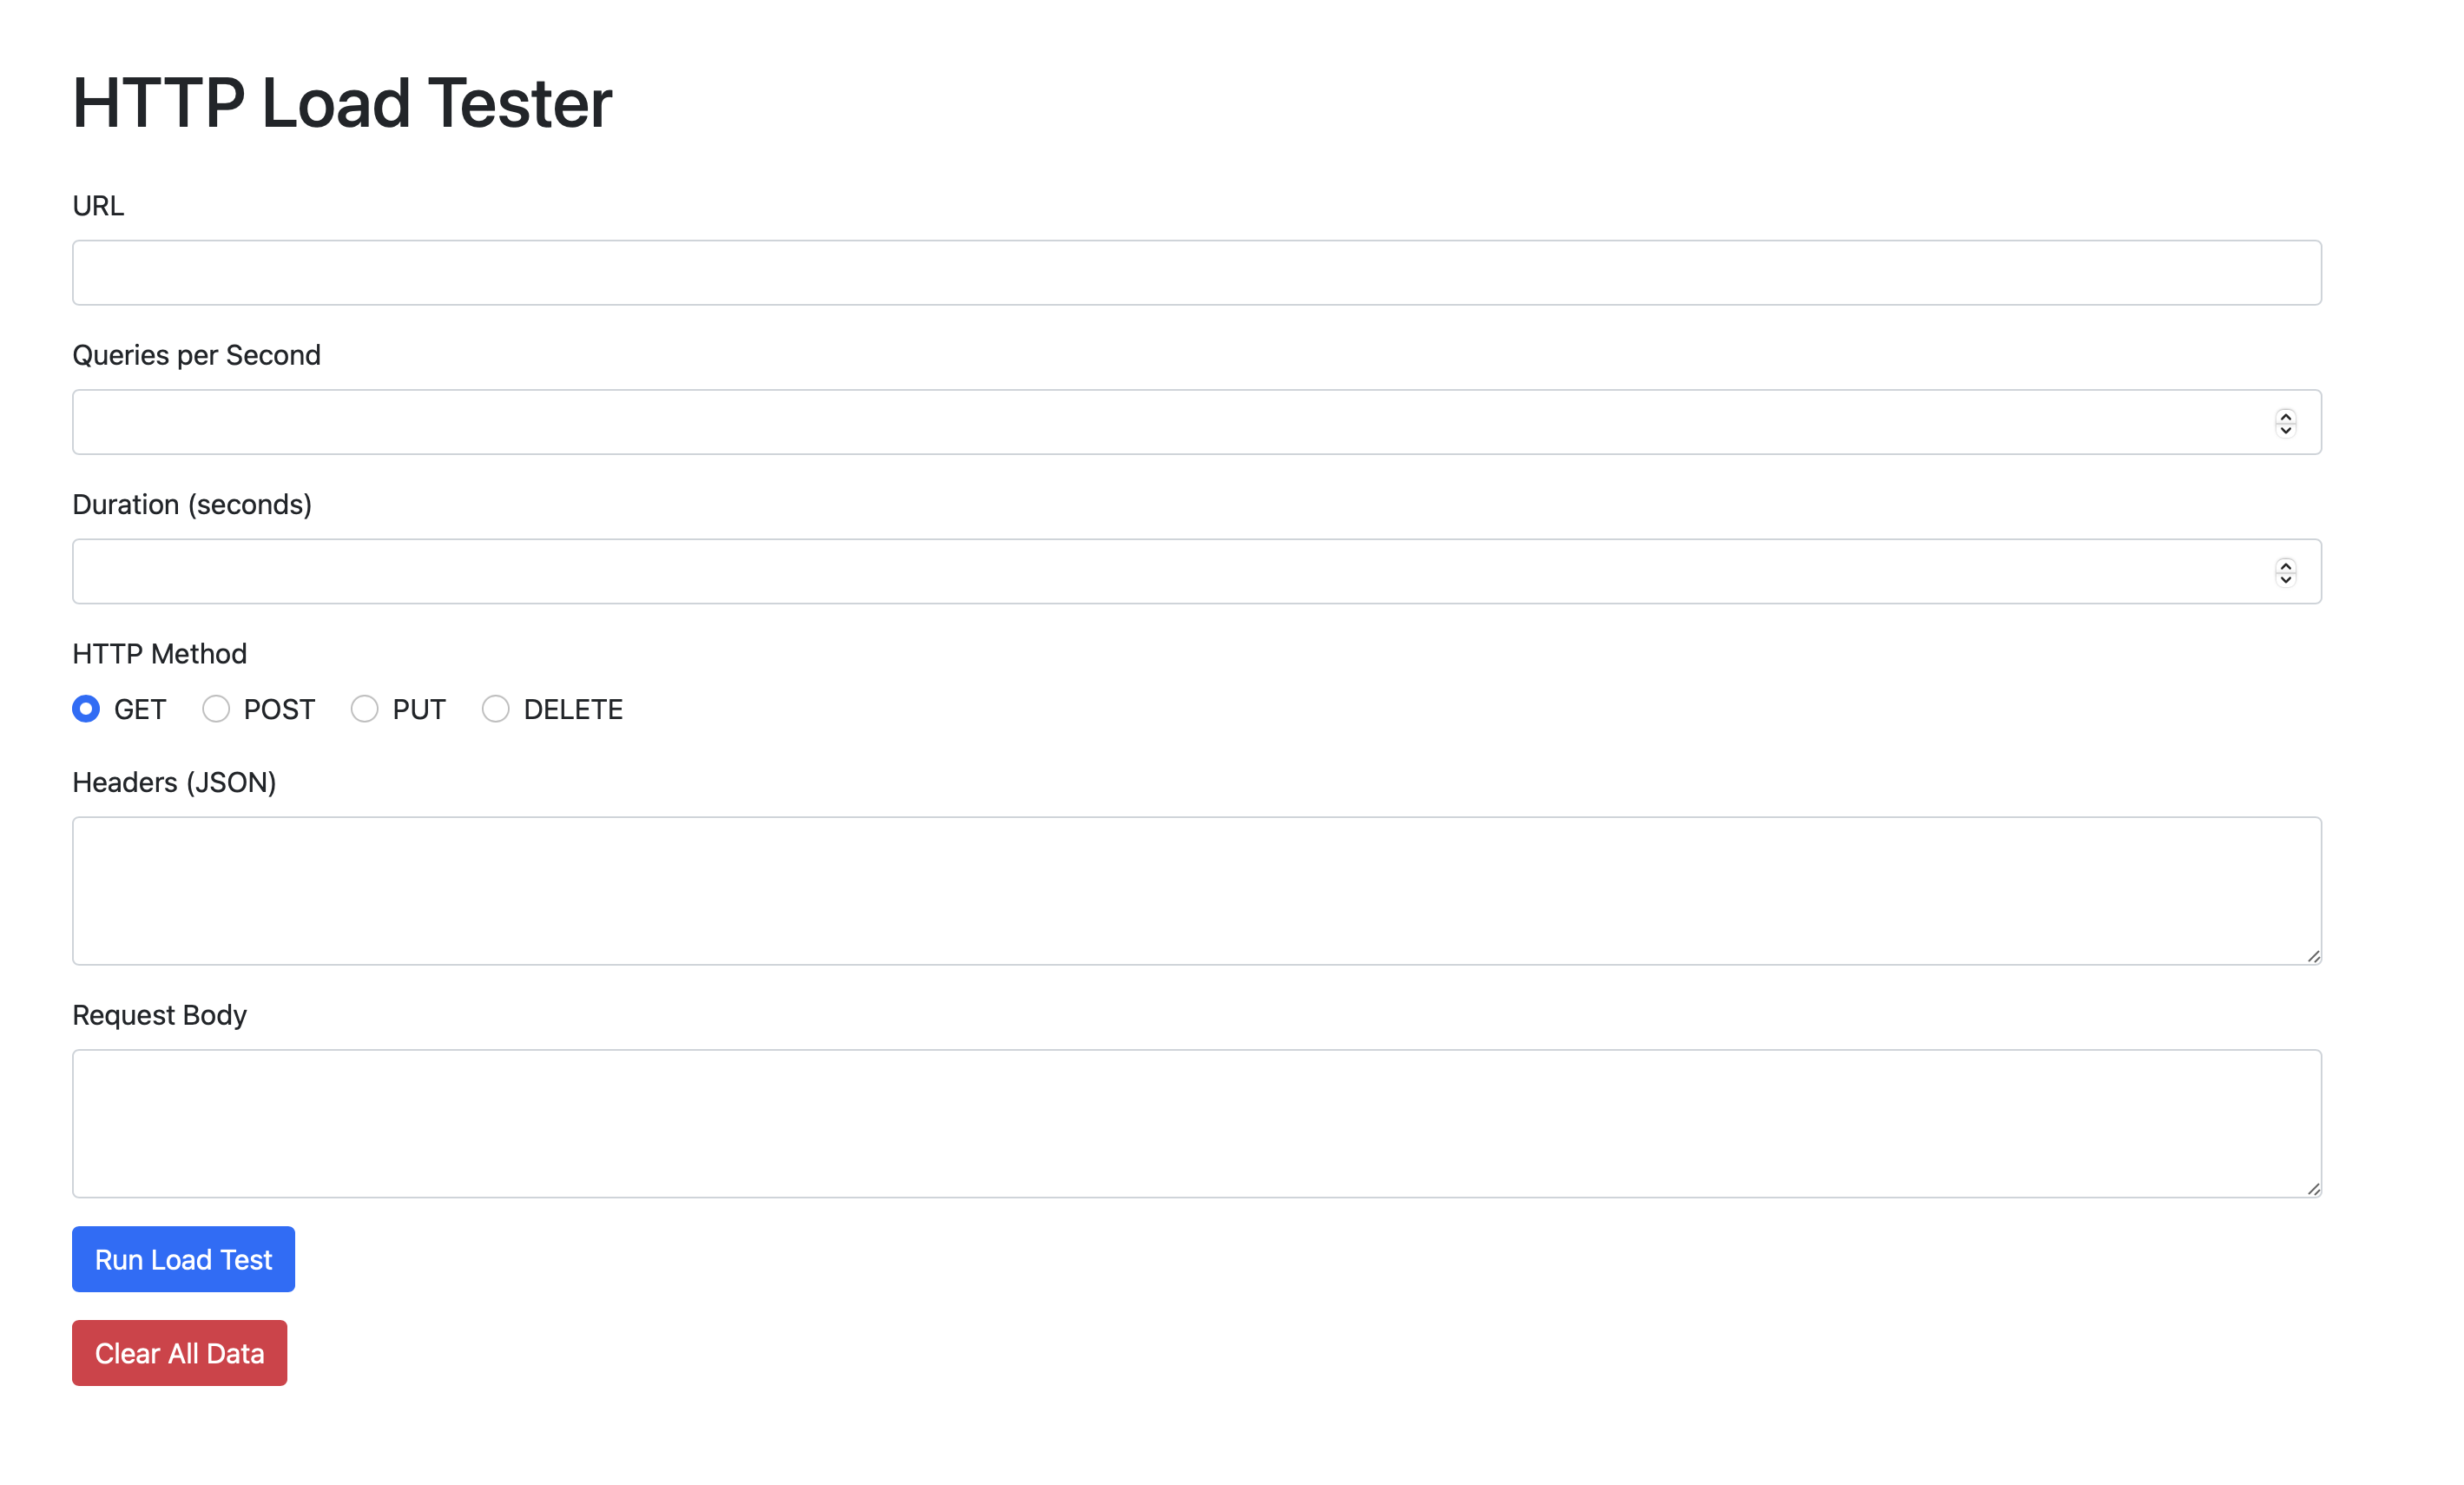 HTTP Load Tester
URL
Queries per Second
Duration (seconds)
HTTP Method
GET POST PUT DELETE
Headers (JSON)
Request Body
Run Load Test
Clear All Data